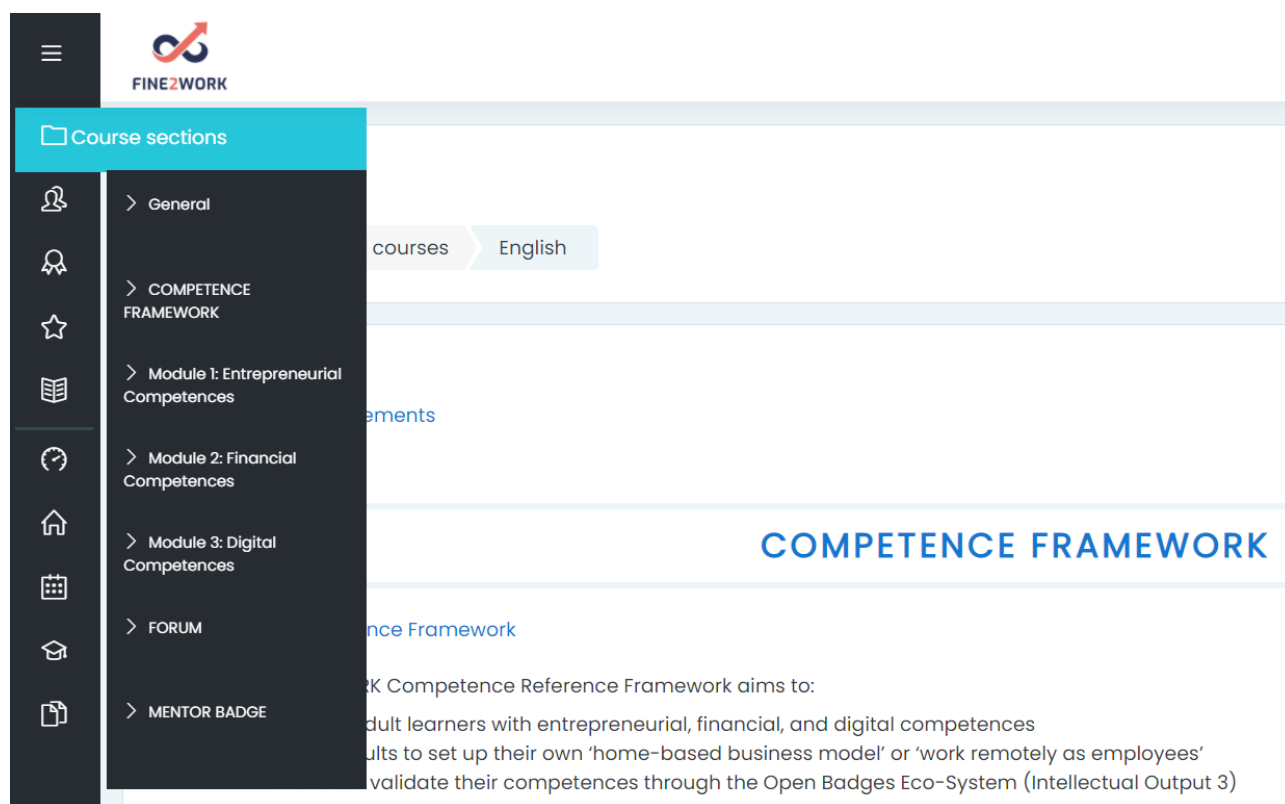 FINE2WORK
Course sections
> General
> COMPETENCE
FRAMEWORK
> Module 1: Entrepreneurial
Competences
> Module 2: Financial
Competences
> Module 3: Digital
Competences
> FORUM
> MENTOR BADGE
courses
English
ements
COMPETENCE FRAMEWORK
nce Framework
K Competence Reference Framework aims to:
dult learners with entrepreneurial, financial, and digital competences
ults to set up their own ‘home-based business model’ or ‘work remotely as employees’
validate their competences through the Open Badges Eco-System (Intellectual Output 3)